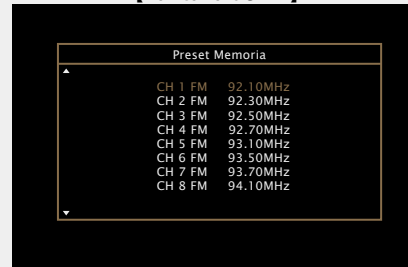 Preset Memoria
CH 1 FM 92.10MHz
CH 2 FM 92.30MHz
CH 3 FM 92.50MHz
CH 4 FM 92.70MHz
CH 5 FM 93.10MHz
CH 6 FM 93.50MHz
CH 7 FM 93.70MHz
CH 8 FM 94.10MHz